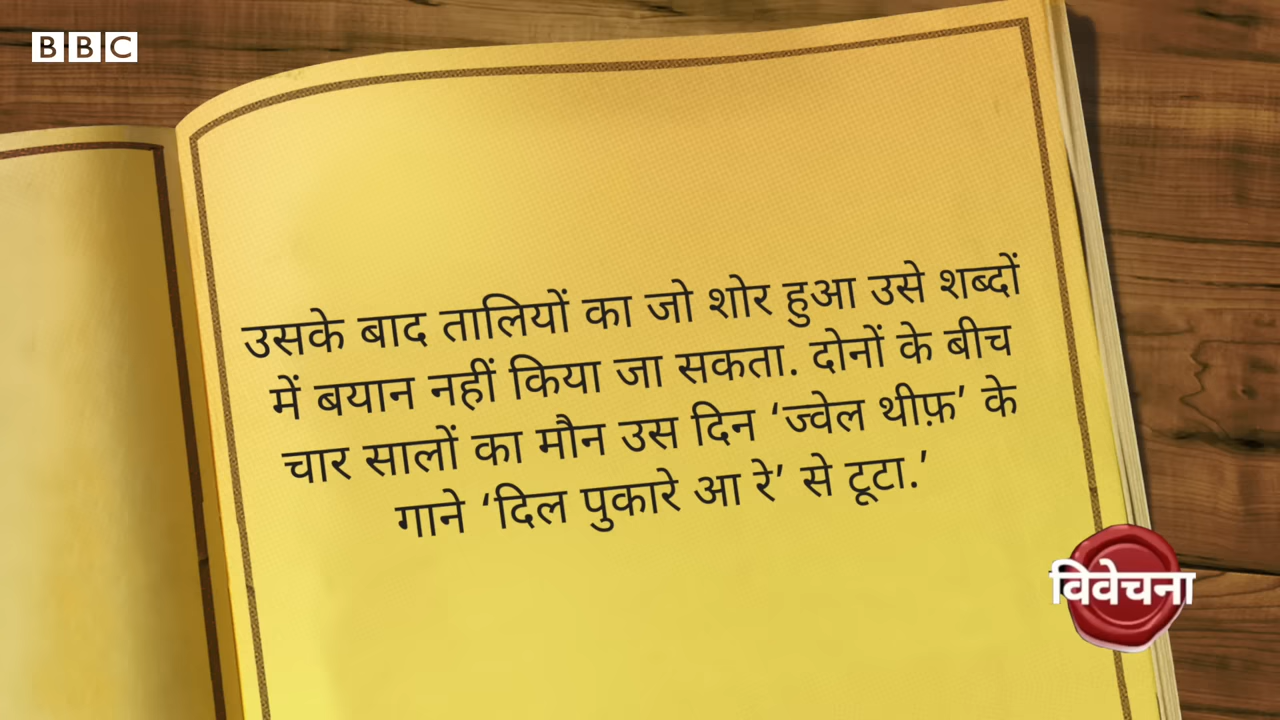 BBC
उसके बाद तालियों का जो शोर हुआ उसे शब्दों
में बयान नहीं किया जा सकता. दोनों के बीच
चार सालों का मौन उस दिन ‘ज्वेल थीफ़’ के
गाने ‘दिल पुकारे आ रे’ से टूटा.’
विवेचना